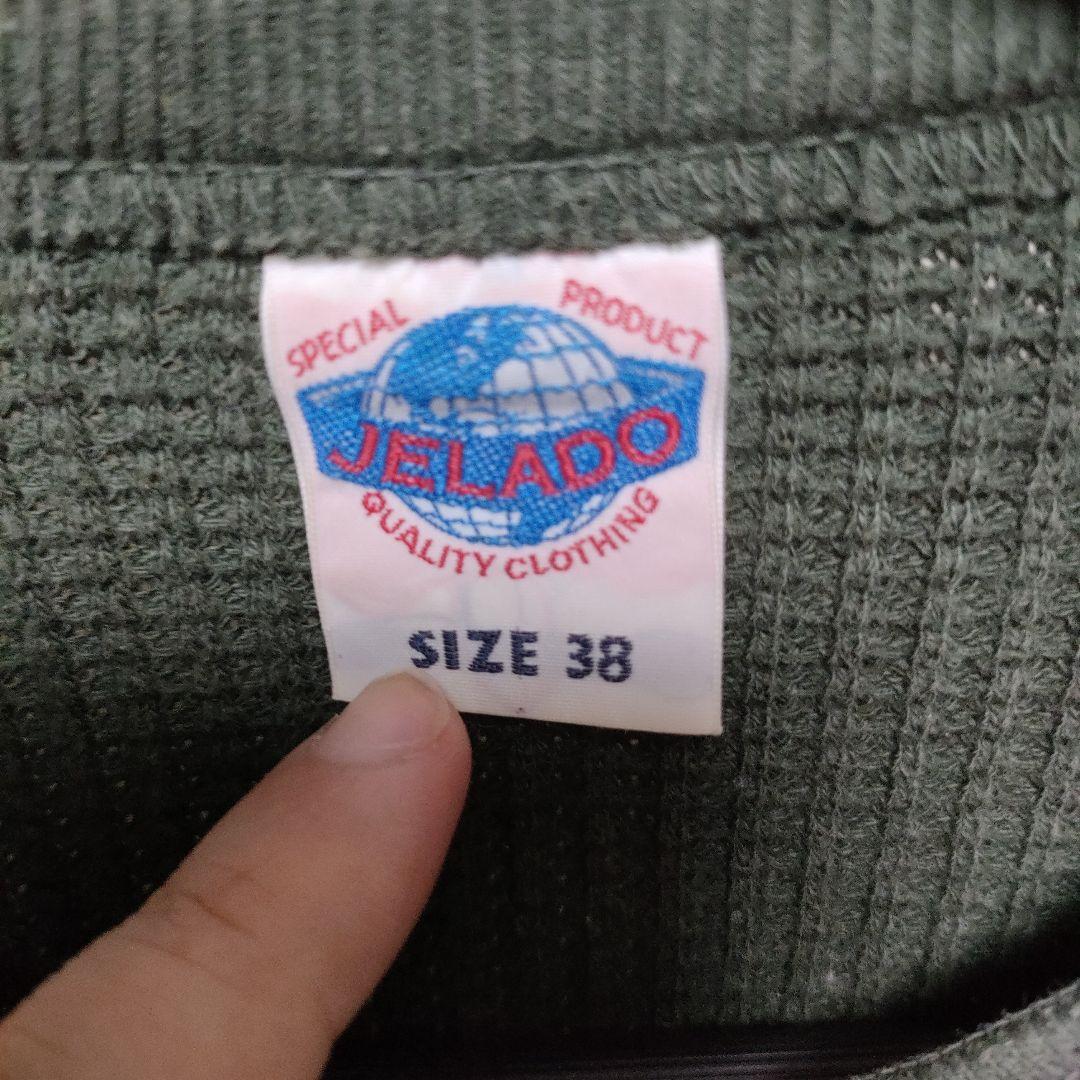 SPECIAL PRODUCT
JELADO
QUALITY CLOTHING
SIZE 38